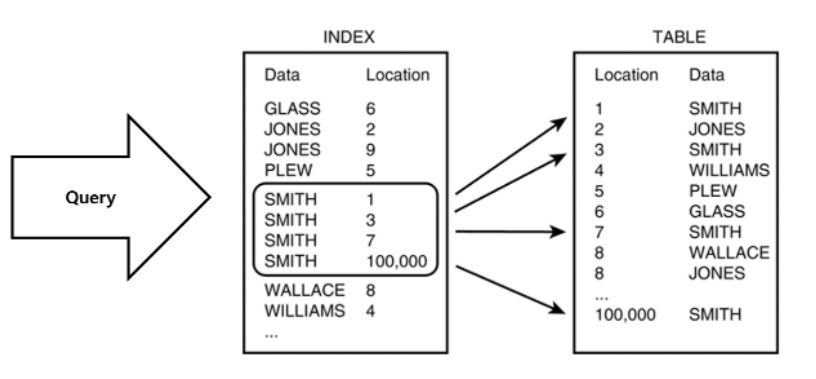 INDEX
TABLE
Query
Data Location
GLASS 6
JONES 2
JONES 9
PLEW 5
SMITH 1
SMITH 3
SMITH 7
SMITH 100,000
WALLACE 8
WILLIAMS 4
...
Location Data
1 SMITH
2 JONES
3 SMITH
4 WILLIAMS
5 PLEW
6 GLASS
7 SMITH
8 WALLACE
8 JONES
...
100,000 SMITH